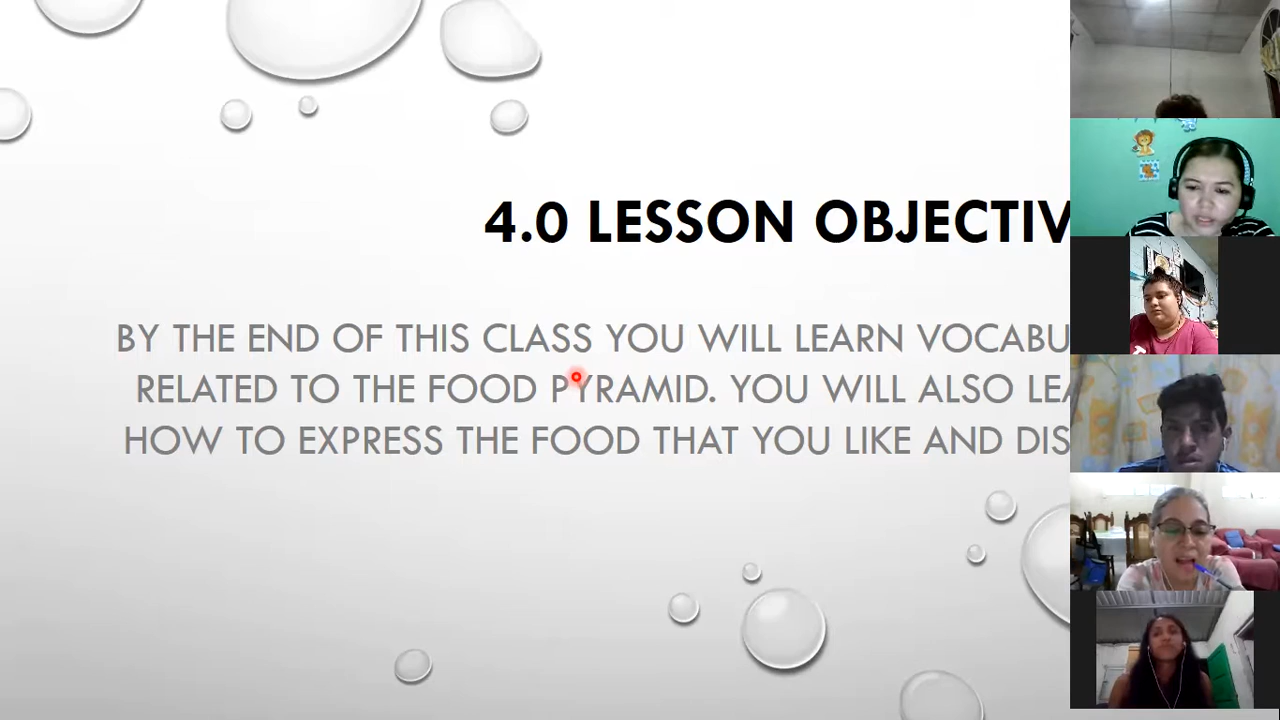 4.0 LESSON OBJECTIV
BY THE END OF THIS CLASS YOU WILL LEARN VOCABU
RELATED TO THE FOOD PYRAMID. YOU WILL ALSO LEA
HOW TO EXPRESS THE FOOD THAT YOU LIKE AND DIS